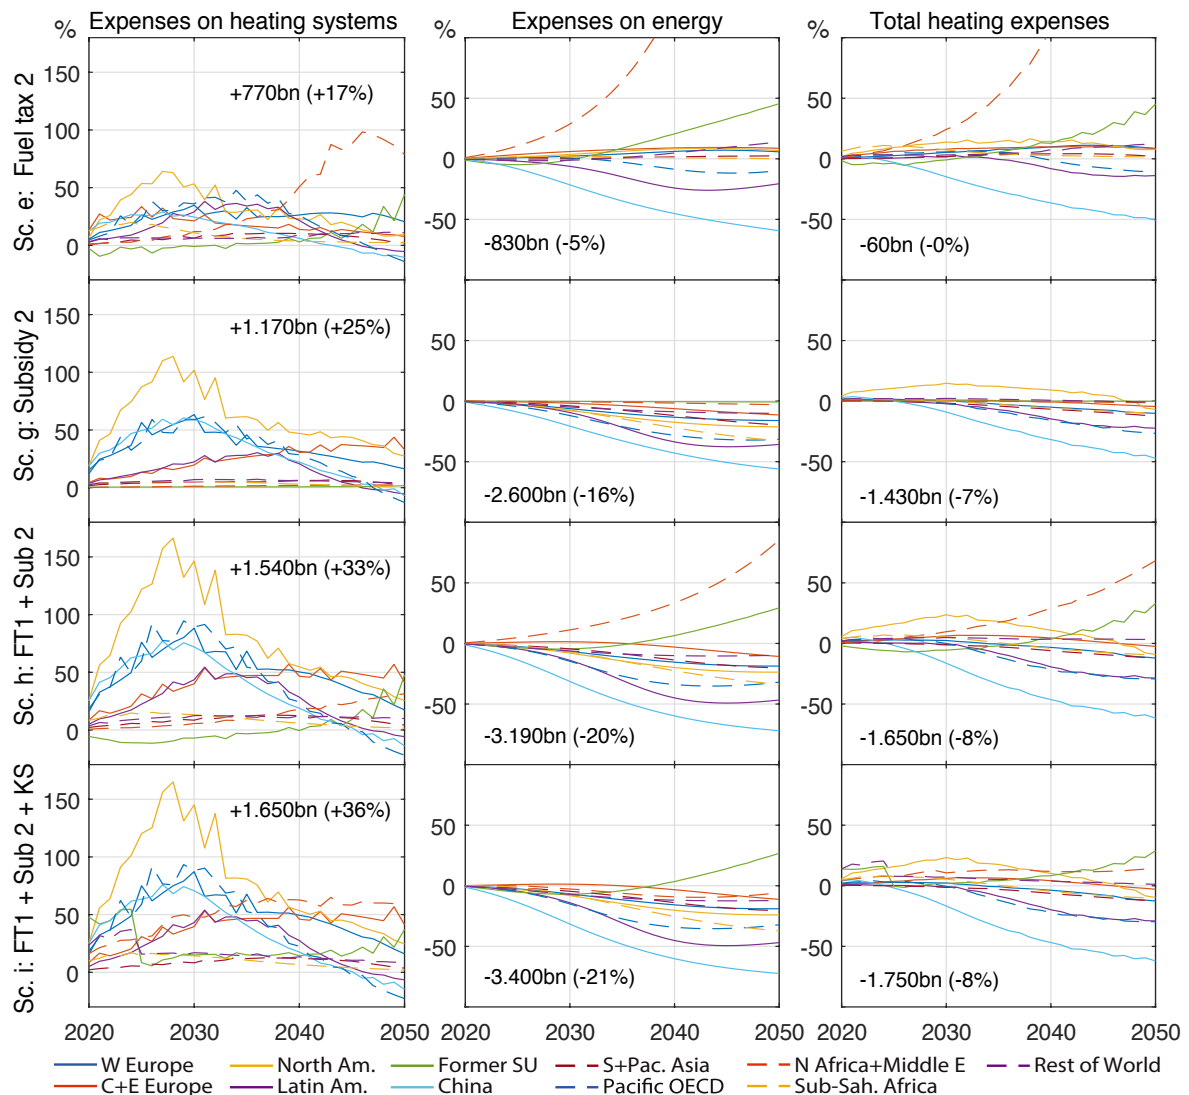 Expenses on heating systems
Expenses on energy
Total heating expenses
%
%
%
Sc. e: Fuel tax 2
150
100
50
0
+770bn (+17%)
50
0
-50
-830bn (-5%)
50
0
-50
-60bn (-0%)
Sc. g: Subsidy 2
150
100
50
0
+1.170bn (+25%)
50
0
-50
-2.600bn (-16%)
50
0
-50
-1.430bn (-7%)
Sc. h: FT1 + Sub 2
150
100
50
0
+1.540bn (+33%)
50
0
-50
-3.190bn (-20%)
50
0
-50
-1.650bn (-8%)
Sc. i: FT1 + Sub 2 + KS
150
100
50
0
+1.650bn (+36%)
50
0
-50
-3.400bn (-21%)
50
0
-50
-1.750bn (-8%)
2020 2030 2040 2050
2020 2030 2040 2050
2020 2030 2040 2050
W Europe North Am. Former SU S+Pac. Asia N Africa+Middle E Rest of World
C+E Europe Latin Am. China Pacific OECD Sub-Sah. Africa